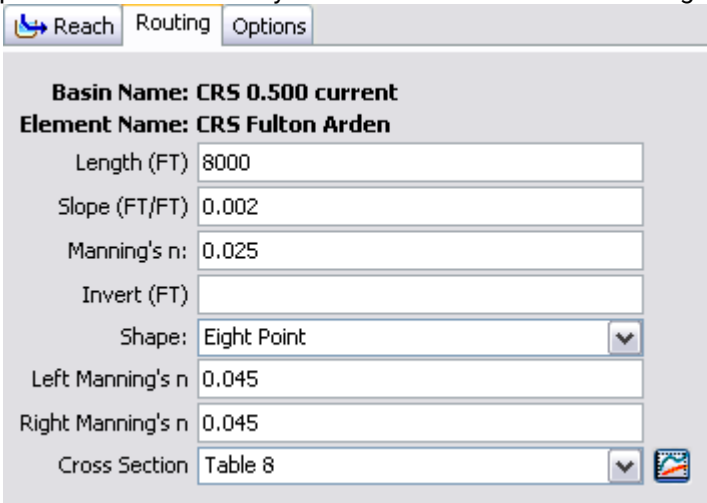 Reach Routing Options
Basin Name: CRS 0.500 current
Element Name: CRS Fulton Arden
Length (FT) 8000
Slope (FT/FT) 0.002
Manning's n: 0.025
Invert (FT)
Shape: Eight Point
Left Manning's n 0.045
Right Manning's n 0.045
Cross Section Table 8